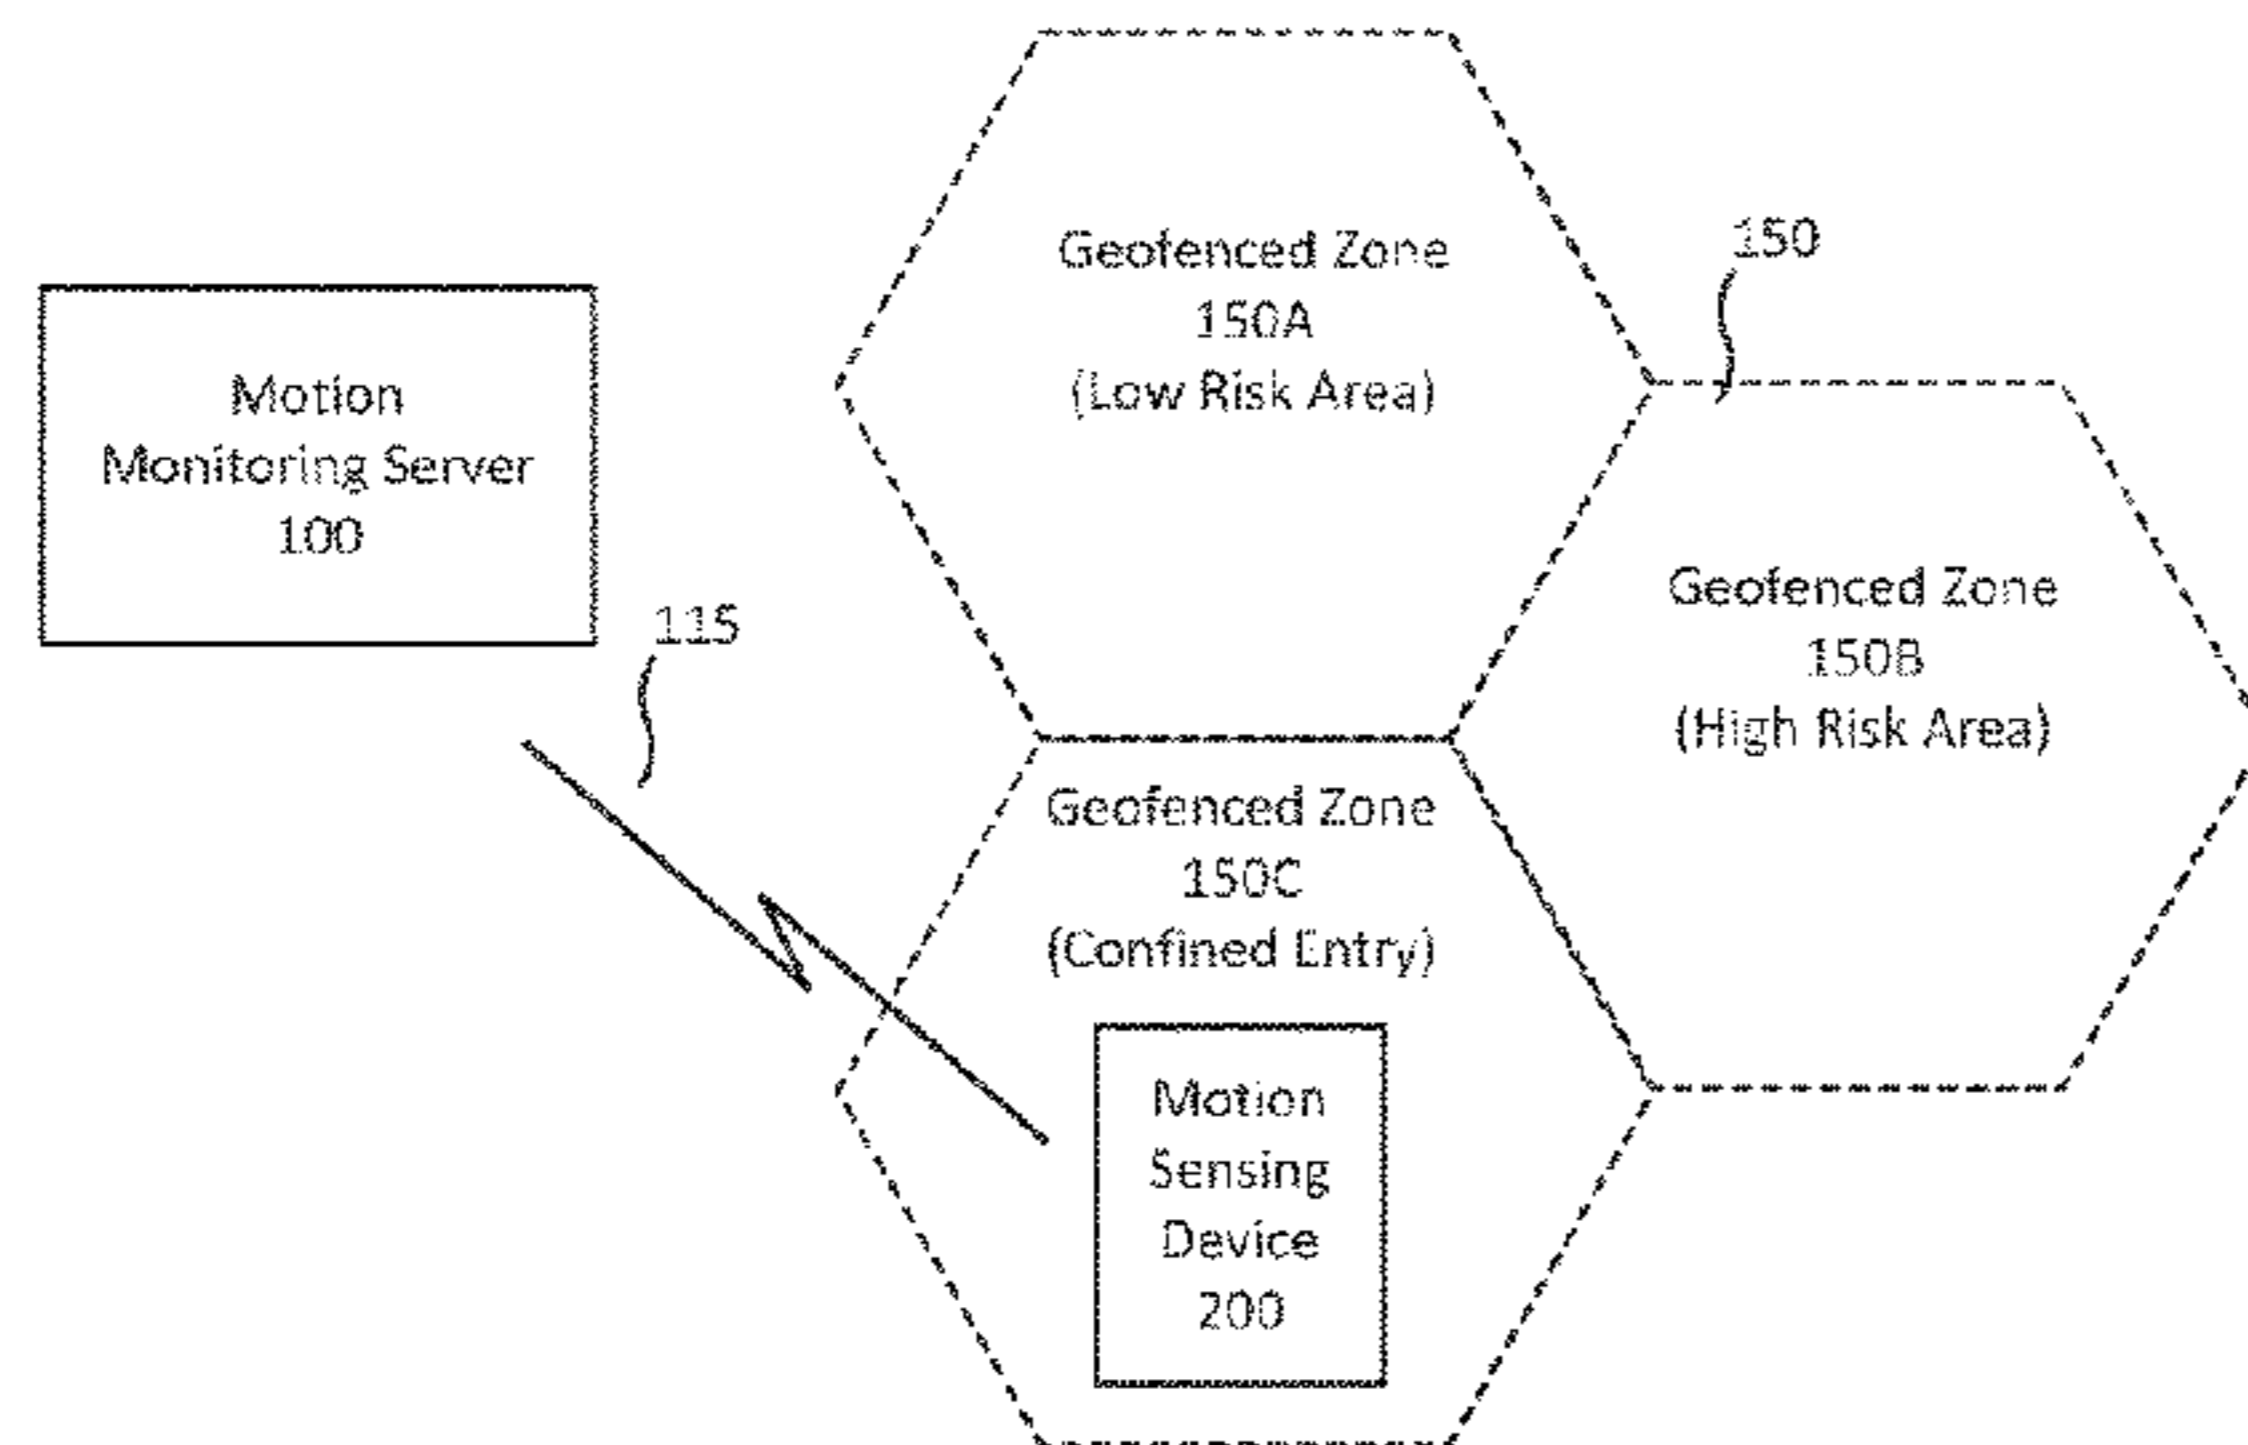 Motion
Monitoring Server
100
115
Geofenced Zone
150A
(Low Risk Area)
150
Geofenced Zone
150B
(High Risk Area)
Geofenced Zone
150C
(Confined Entry)
Motion
Sensing
Device
200